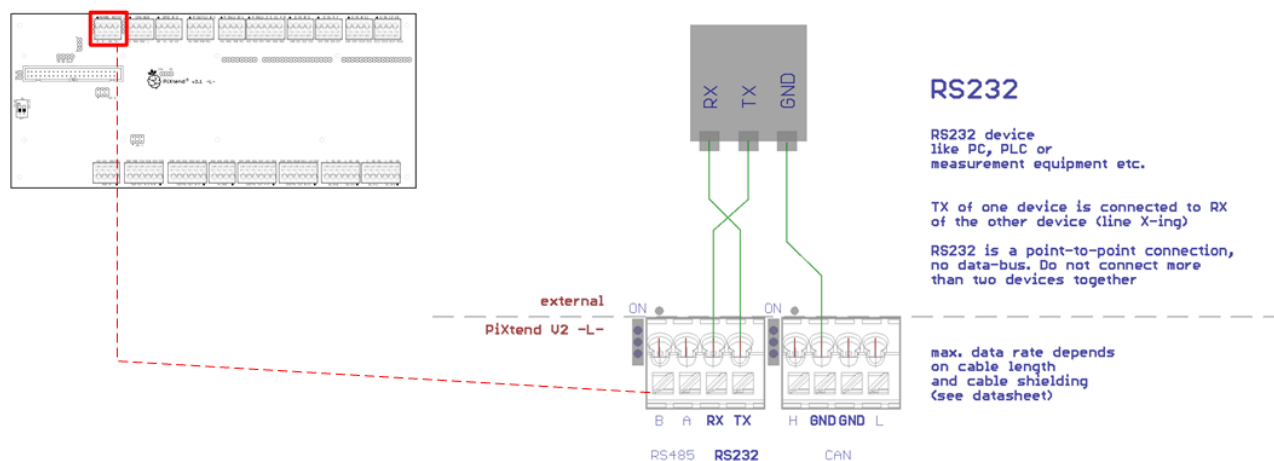 PiXtend® v2.1 -L-
RX
TX
GND
RS232
RS232 device
like PC, PLC or
measurement equipment etc.
TX of one device is connected to RX
of the other device (line X-ing)
RS232 is a point-to-point connection,
no data-bus. Do not connect more
than two devices together
external
ON
ON
PiXtend V2 -L-
max. data rate depends
on cable length
and cable shielding
(see datasheet)
B A RX TX
H GND GND L
RS485 RS232
CAN